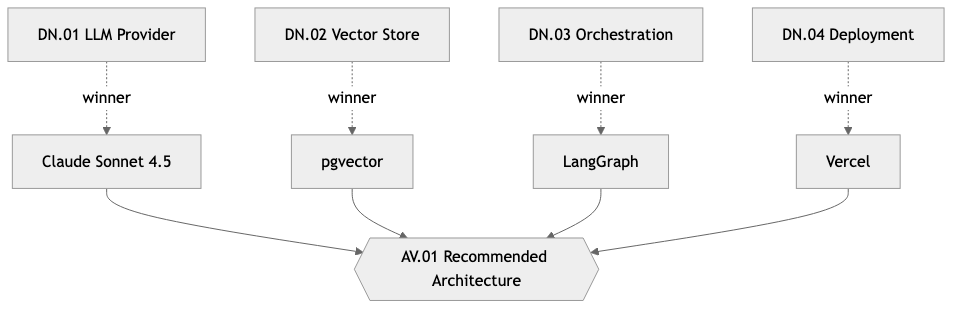 DN.01 LLM Provider
DN.02 Vector Store
DN.03 Orchestration
DN.04 Deployment
winner
winner
winner
winner
Claude Sonnet 4.5
pgvector
LangGraph
Vercel
AV.01 Recommended
Architecture